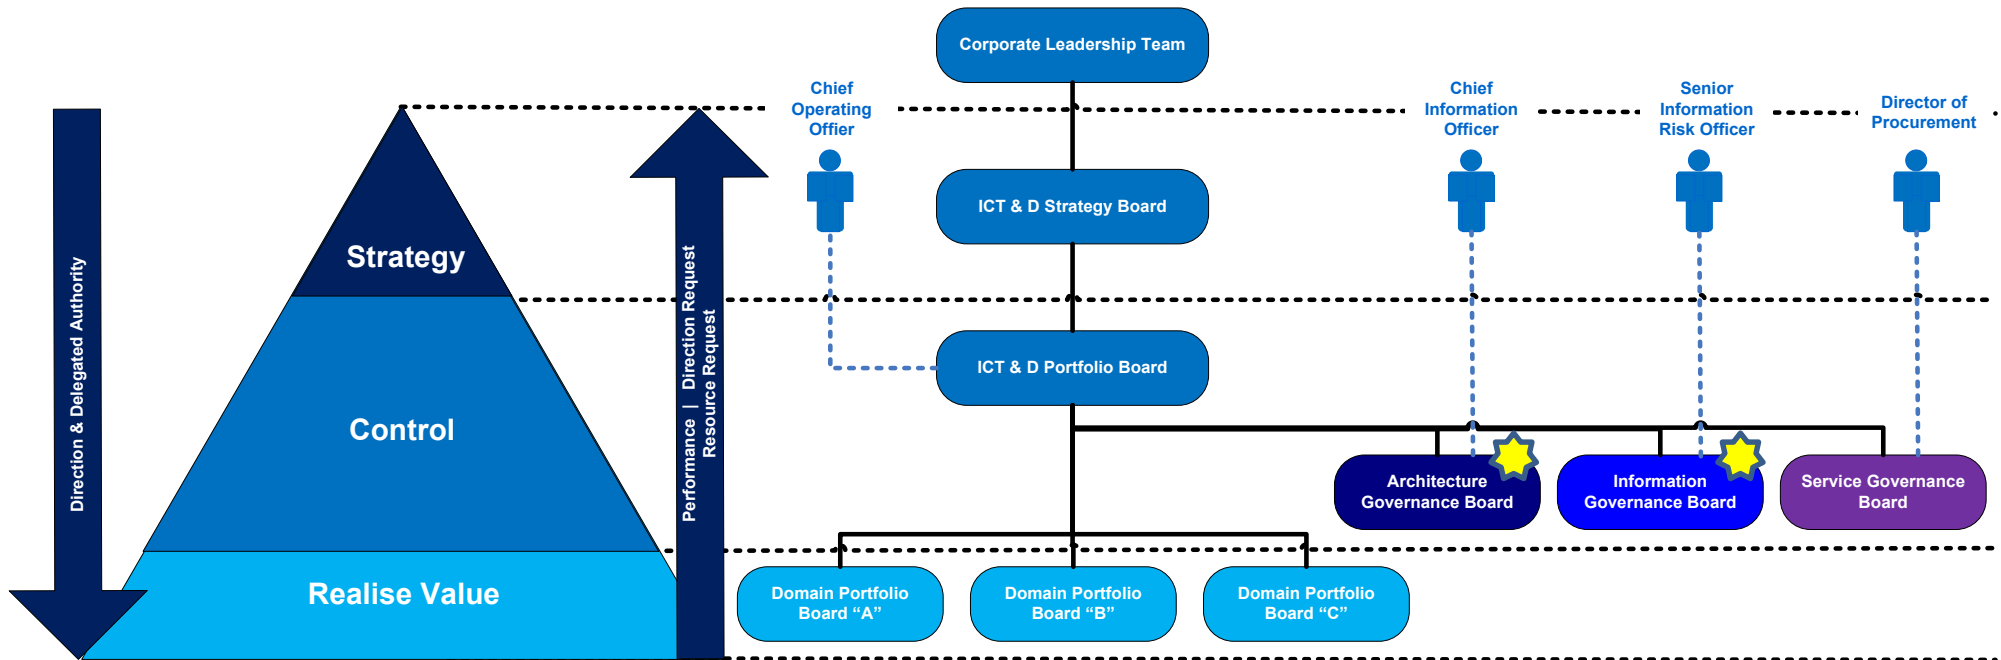 Corporate Leadership Team
Chief
Operating
Offier
Chief
Information
Officer
Senior
Information
Risk Officer
Director of
Procurement
ICT & D Strategy Board
Strategy
Direction & Delegated Authority
Performance | Direction Request
Resource Request
ICT & D Portfolio Board
Control
Architecture
Governance Board
Information
Governance Board
Service Governance
Board
Realise Value
Domain Portfolio
Board “A”
Domain Portfolio
Board “B”
Domain Portfolio
Board “C”